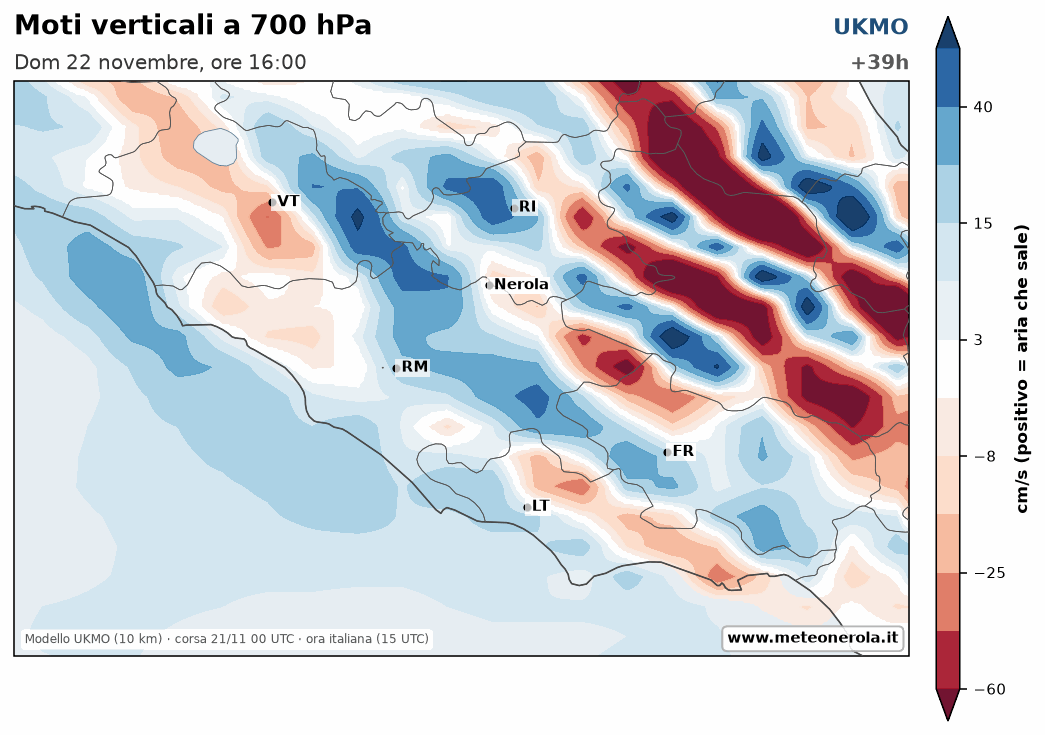 Moti verticali a 700 hPa
UKMO
Dom 22 novembre, ore 16:00
+39h
VT
RI
Nerola
RM
FR
LT
Modello UKMO (10 km) · corsa 21/11 00 UTC · ora italiana (15 UTC)
www.meteonerola.it
40
15
3
−8
−25
−60
cm/s (positivo = aria che sale)